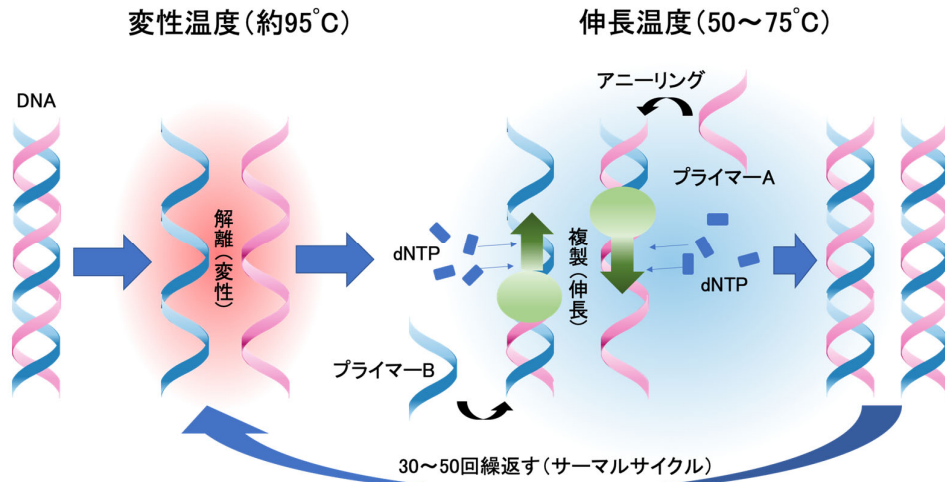 変性温度(約95℃)
伸長温度(50～75℃)
DNA
アニーリング
プライマーA
解離(変性)
dNTP
複製(伸長)
dNTP
プライマーB
30～50回繰返す(サーマルサイクル)